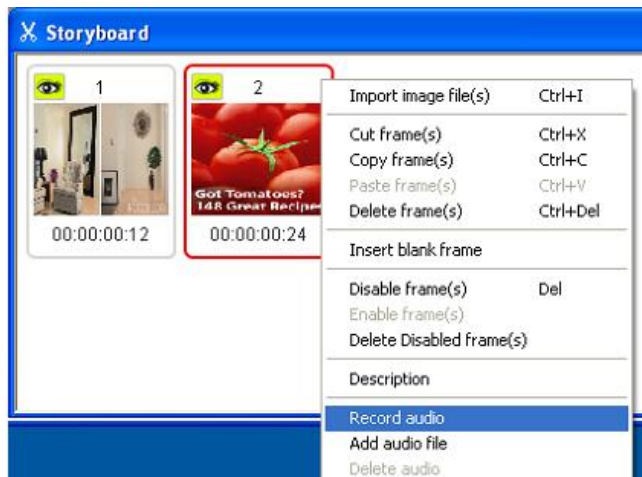 Storyboard
1
2
Got Tomatoes?
148 Great Recipe
00:00:00:12
00:00:00:24
Import image file(s) Ctrl+I
Cut frame(s) Ctrl+X
Copy frame(s) Ctrl+C
Paste frame(s) Ctrl+V
Delete frame(s) Ctrl+Del
Insert blank frame
Disable frame(s) Del
Enable frame(s)
Delete Disabled frame(s)
Description
Record audio
Add audio file
Delete audio